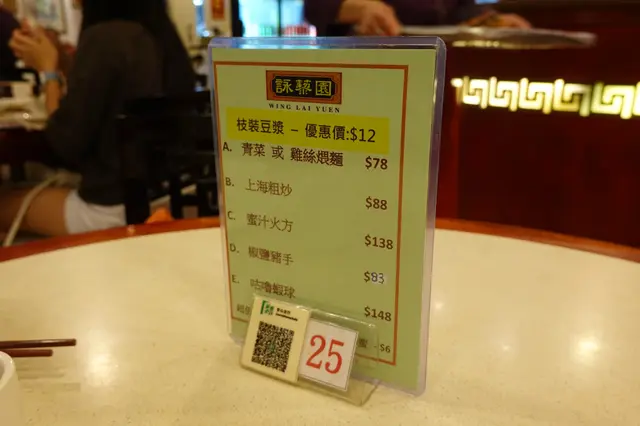 詠藜園
WING LAI YUEN
枝裝豆漿 – 優惠價:$12
A. 青菜 或 雞絲煨麵 $78
B. 上海粗炒 $88
C. 蜜汁火方 $138
D. 椒鹽豬手 $83
E. 咕嚕蝦球 $148
$6
25